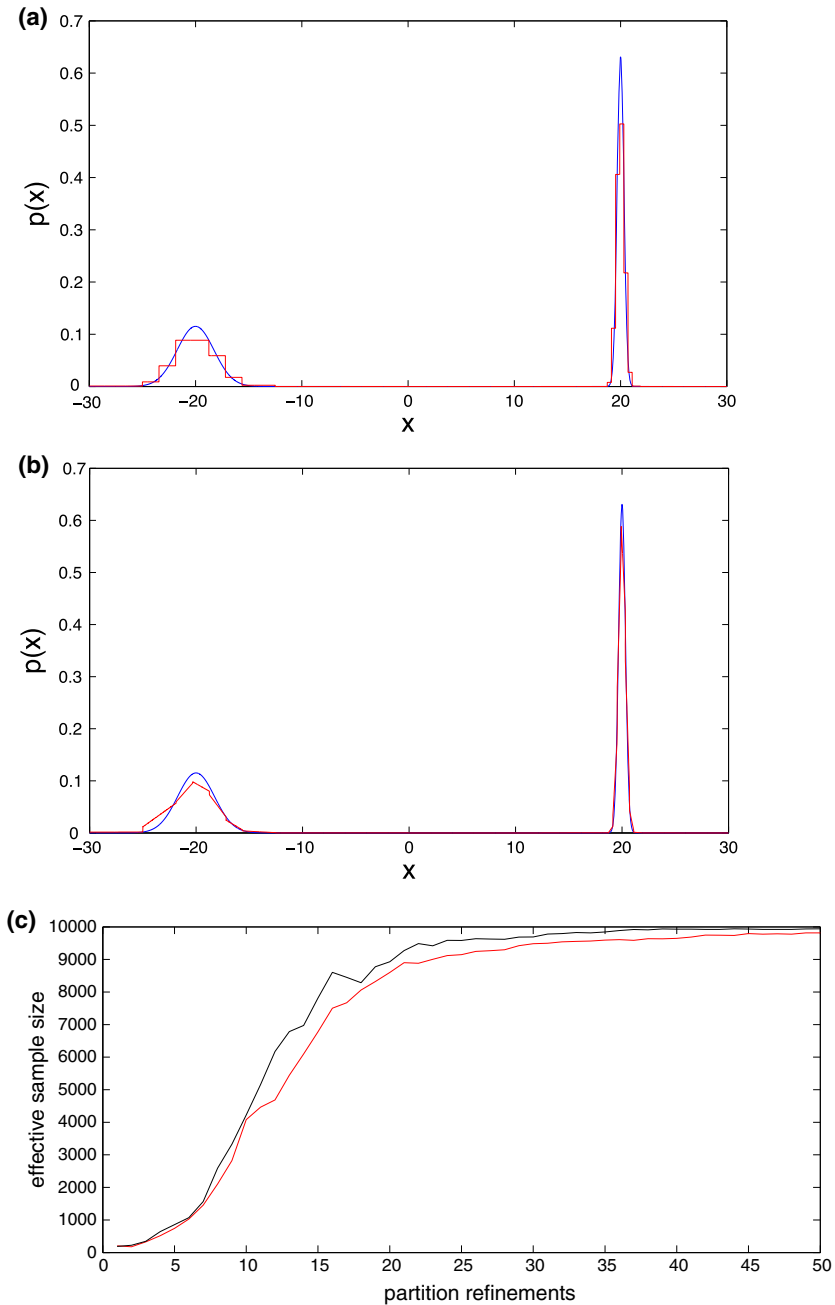 (a)
0.7
0.6
0.5
0.4
0.3
0.2
0.1
0
p(x)
−30 −20 −10 0 10 20 30
x
(b)
0.7
0.6
0.5
0.4
0.3
0.2
0.1
0
p(x)
−30 −20 −10 0 10 20 30
x
(c)
10000
9000
8000
7000
6000
5000
4000
3000
2000
1000
0
effective sample size
0 5 10 15 20 25 30 35 40 45 50
partition refinements